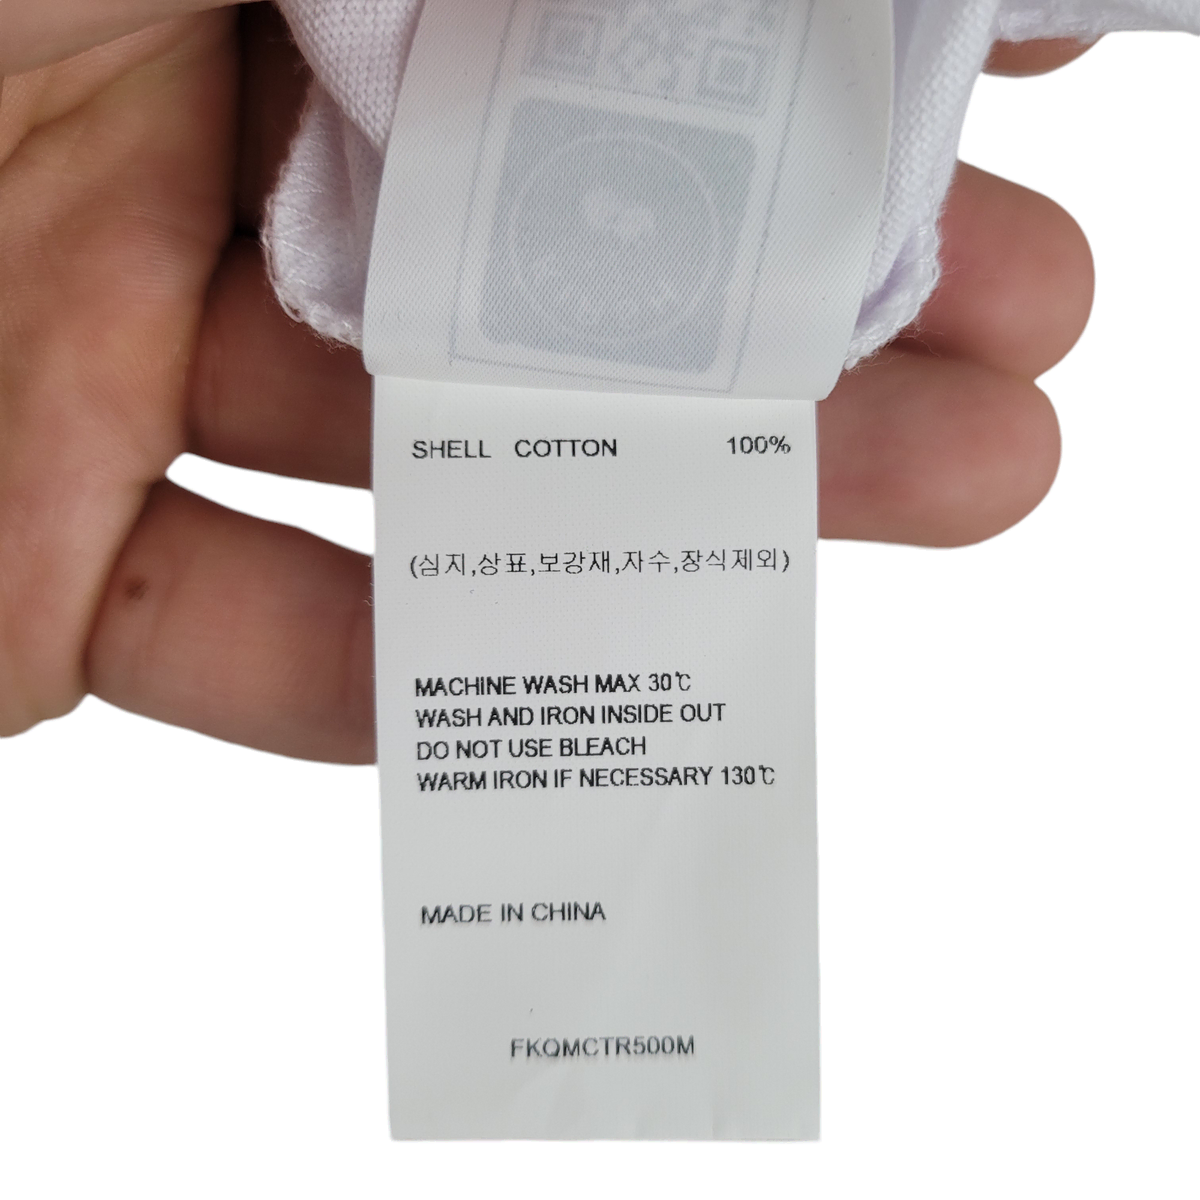 SHELL COTTON 100%
(심지,상표,보강재,자수,장식제외)
MACHINE WASH MAX 30℃
WASH AND IRON INSIDE OUT
DO NOT USE BLEACH
WARM IRON IF NECESSARY 130℃
MADE IN CHINA
FKQMCTR500M